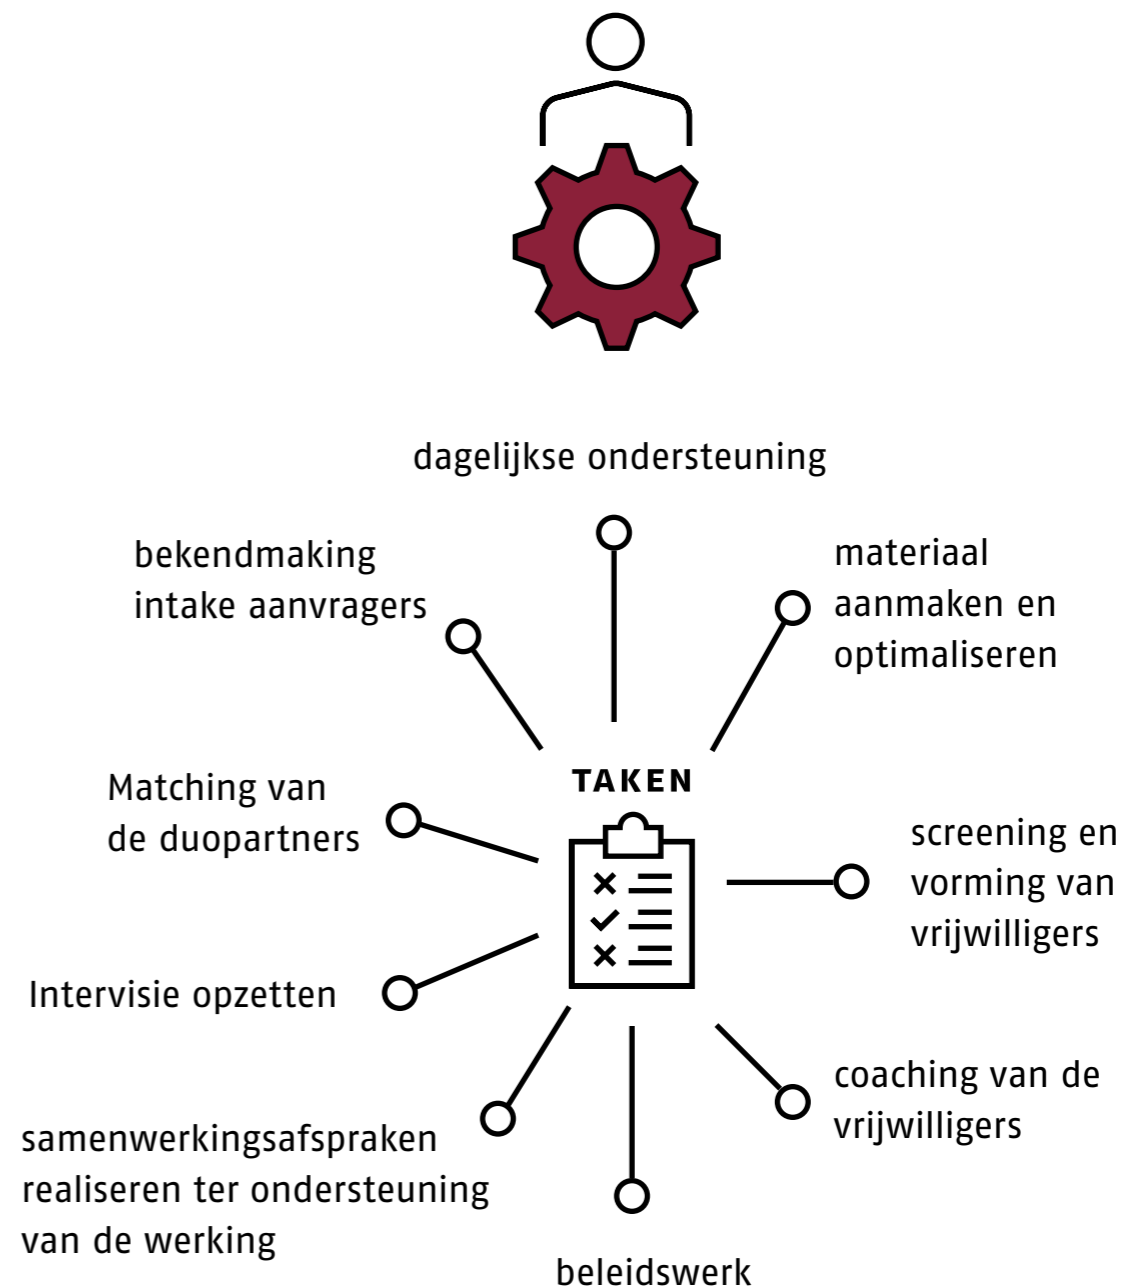 dagelijkse ondersteuning
bekendmaking
intake aanvragers
materiaal
aanmaken en
optimaliseren
TAKEN
Matching van
de duopartners
screening en
vorming van
vrijwilligers
Intervisie opzetten
coaching van de
vrijwilligers
samenwerkingsafspraken
realiseren ter ondersteuning
van de werking
beleidswerk